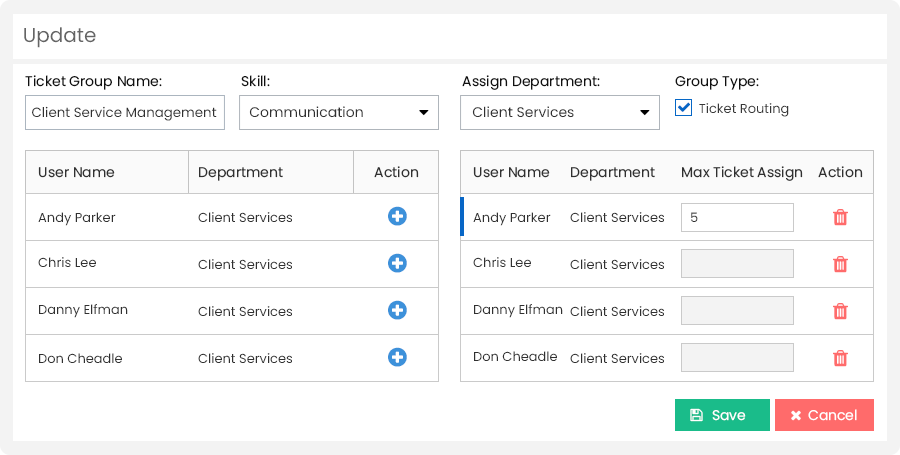 Update
Ticket Group Name: Skill: Assign Department: Group Type:
Client Service Management Communication Client Services Ticket Routing
User Name Department Action
Andy Parker Client Services
Chris Lee Client Services
Danny Elfman Client Services
Don Cheadle Client Services
User Name Department Max Ticket Assign Action
Andy Parker Client Services 5
Chris Lee Client Services
Danny Elfman Client Services
Don Cheadle Client Services
Save Cancel